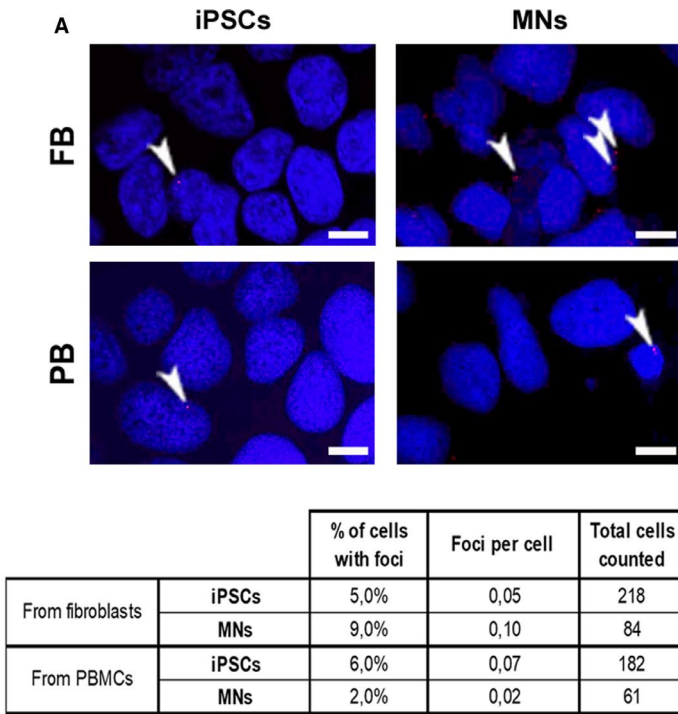 A
iPSCs MNs
FB
PB
% of cells with foci Foci per cell Total cells counted
From fibroblasts iPSCs 5,0% 0,05 218
MNs 9,0% 0,10 84
From PBMCs iPSCs 6,0% 0,07 182
MNs 2,0% 0,02 61